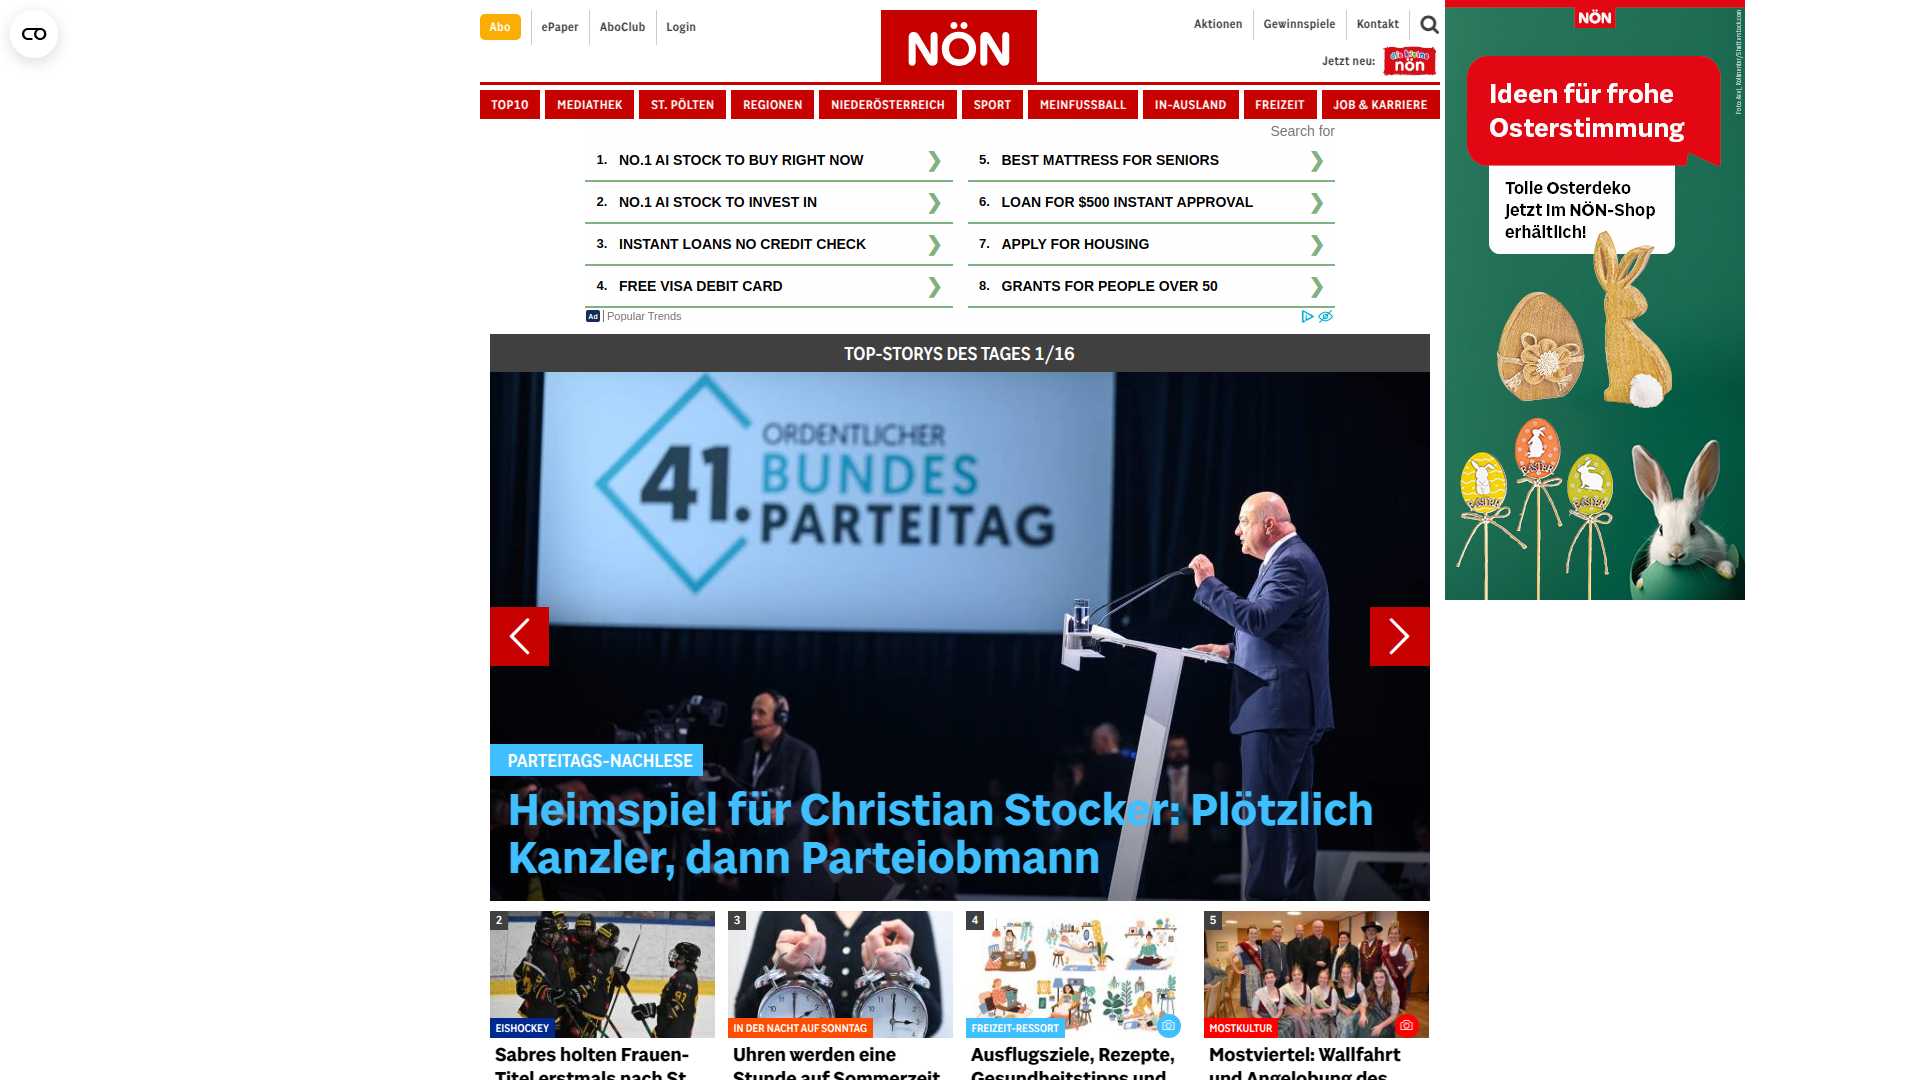 Abo
ePaper
AboClub
Login
NÖN
Aktionen
Gewinnspiele
Kontakt
Jetzt neu:
die kleine
nön
TOP10
MEDIATHEK
ST. PÖLTEN
REGIONEN
NIEDERÖSTERREICH
SPORT
MEINFUSSBALL
IN-AUSLAND
FREIZEIT
JOB & KARRIERE
Search for
1. NO.1 AI STOCK TO BUY RIGHT NOW
2. NO.1 AI STOCK TO INVEST IN
3. INSTANT LOANS NO CREDIT CHECK
4. FREE VISA DEBIT CARD
5. BEST MATTRESS FOR SENIORS
6. LOAN FOR $500 INSTANT APPROVAL
7. APPLY FOR HOUSING
8. GRANTS FOR PEOPLE OVER 50
Ad | Popular Trends
TOP-STORYS DES TAGES 1/16
41.
ORDENTLICHER
BUNDES
PARTEITAG
PARTEITAGS-NACHLESE
Heimspiel für Christian Stocker: Plötzlich
Kanzler, dann Parteiobmann
2
EISHOCKEY
Sabres holten Frauen-
Titel erstmals nach St.
3
IN DER NACHT AUF SONNTAG
Uhren werden eine
Stunde auf Sommerzeit
4
FREIZEIT-RESSORT
Ausflugsziele, Rezepte,
Gesundheitstipps und
5
MOSTKULTUR
Mostviertel: Wallfahrt
und Angelobung des
NÖN
Ideen für frohe
Osterstimmung
Tolle Osterdeko
jetzt im NÖN-Shop
erhältlich!
EASTER
EASTER
EASTER